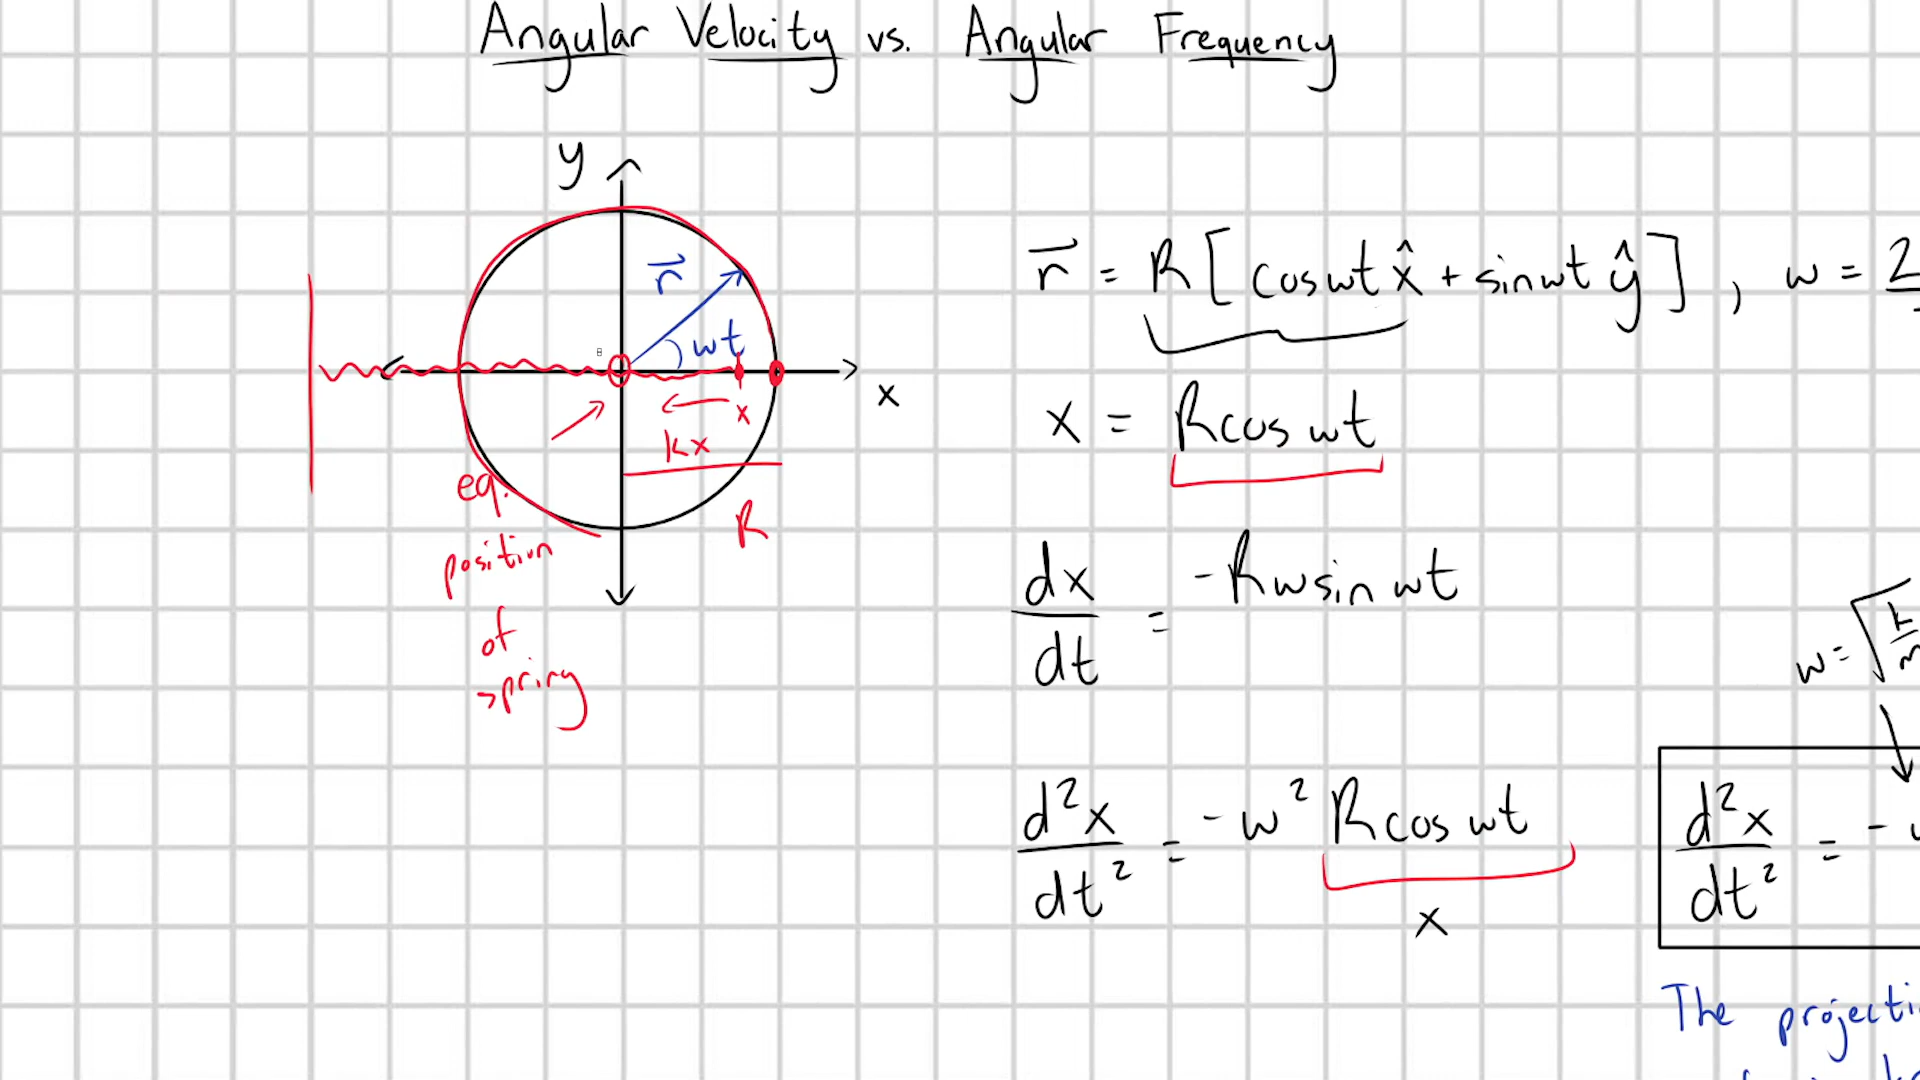 Angular Velocity vs. Angular Frequency
y
r⃗
wt
x
x
kx
R
eq.
position
of
spring
r⃗ = R[coswt x̂ + sinwt ŷ] , w = 2
x = Rcos wt
dx/dt = -Rwsin wt
w = √k/m
d²x/dt² = -w² Rcos wt
x
d²x/dt² = -
The projecti